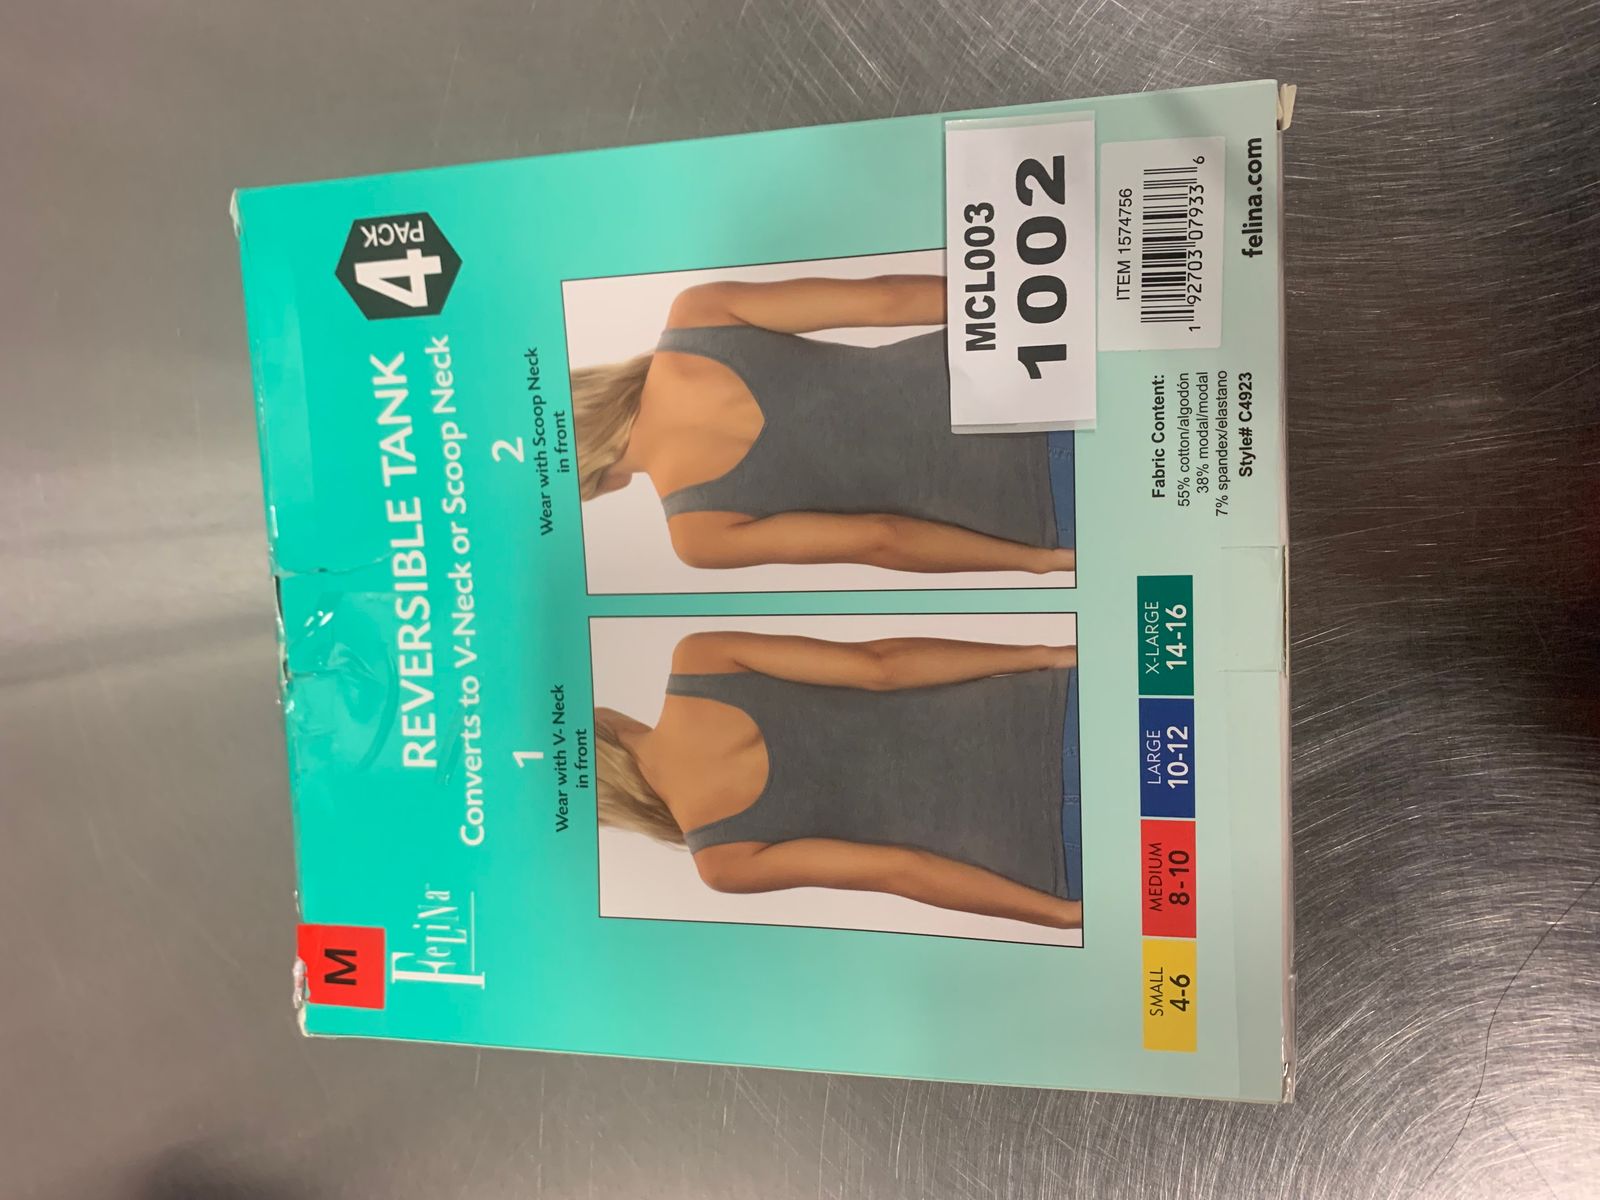 M
FeLiNa
REVERSIBLE TANK
Converts to V-Neck or Scoop Neck
4
PACK
1
Wear with V- Neck
in front
2
Wear with Scoop Neck
in front
MCL003
1002
SMALL
4-6
MEDIUM
8-10
LARGE
10-12
X-LARGE
14-16
Fabric Content:
55% cotton/algodón
38% modal/modal
7% spandex/elastano
Style# C4923
ITEM 1574756
1 92703 07933 6
felina.com